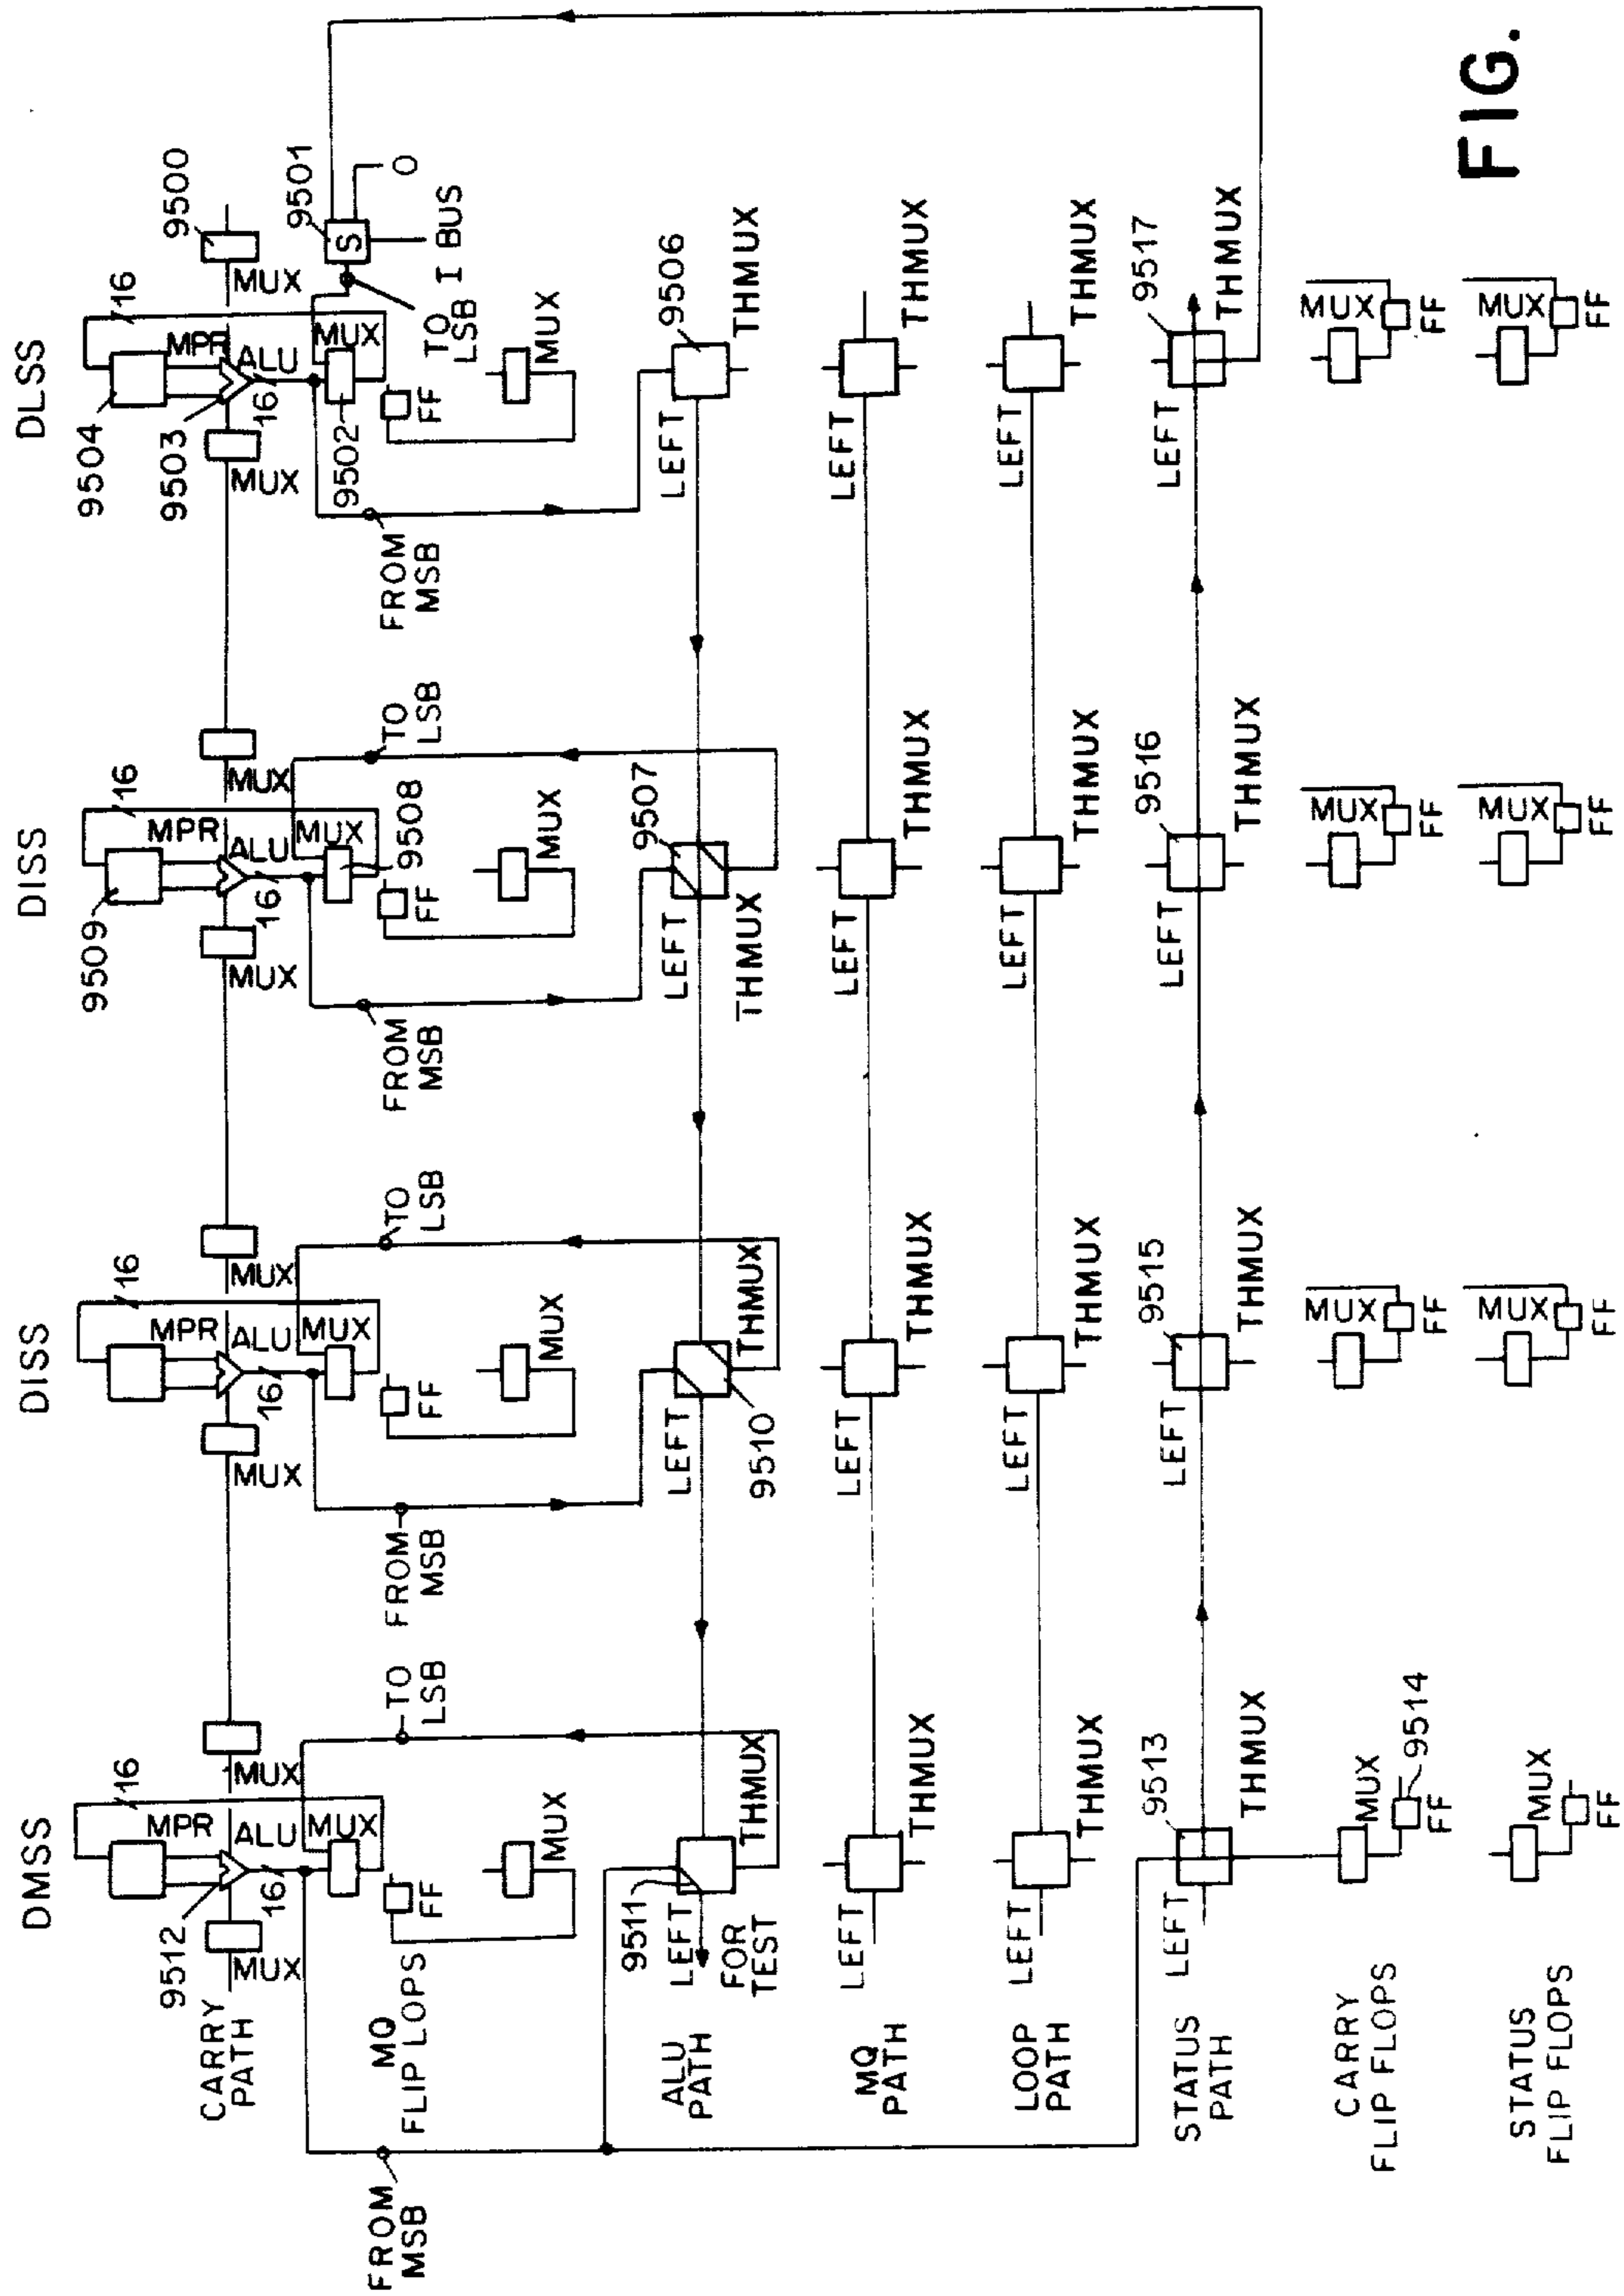 DMSS
DISS
DISS
DLSS
9512
16
MPR
ALU
MUX
MUX
MUX
16
16
MPR
ALU
MUX
MUX
MUX
16
9509
16
MPR
ALU
MUX
MUX
MUX
16
9508
9504
9503
16
MPR
ALU
MUX
MUX
MUX
16
9502
9500
9501
S
O
I BUS
TO
LSB
CARRY
PATH
FROM
MSB
TO
LSB
FROM
MSB
TO
LSB
FROM
MSB
TO
LSB
FROM
MSB
MQ
FLIP FLOPS
FF
MUX
FF
MUX
FF
MUX
FF
MUX
ALU
PATH
9511
LEFT
FOR
TEST
THMUX
LEFT
9510
THMUX
LEFT
9507
THMUX
LEFT
9506
THMUX
MQ
PATH
LEFT
THMUX
LEFT
THMUX
LEFT
THMUX
LEFT
THMUX
LOOP
PATH
LEFT
THMUX
LEFT
THMUX
LEFT
THMUX
LEFT
THMUX
STATUS
PATH
LEFT
9513
THMUX
LEFT
9515
THMUX
LEFT
9516
THMUX
LEFT
9517
THMUX
CARRY
FLIP FLOPS
MUX
9514
FF
MUX
FF
MUX
FF
MUX
FF
STATUS
FLIP FLOPS
MUX
FF
MUX
FF
MUX
FF
MUX
FF
FIG.